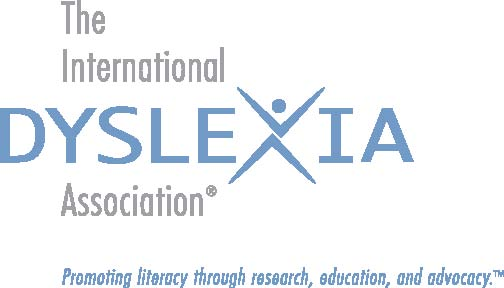 The
International
DYSLEXIA
Association®
Promoting literacy through research, education, and advocacy.™